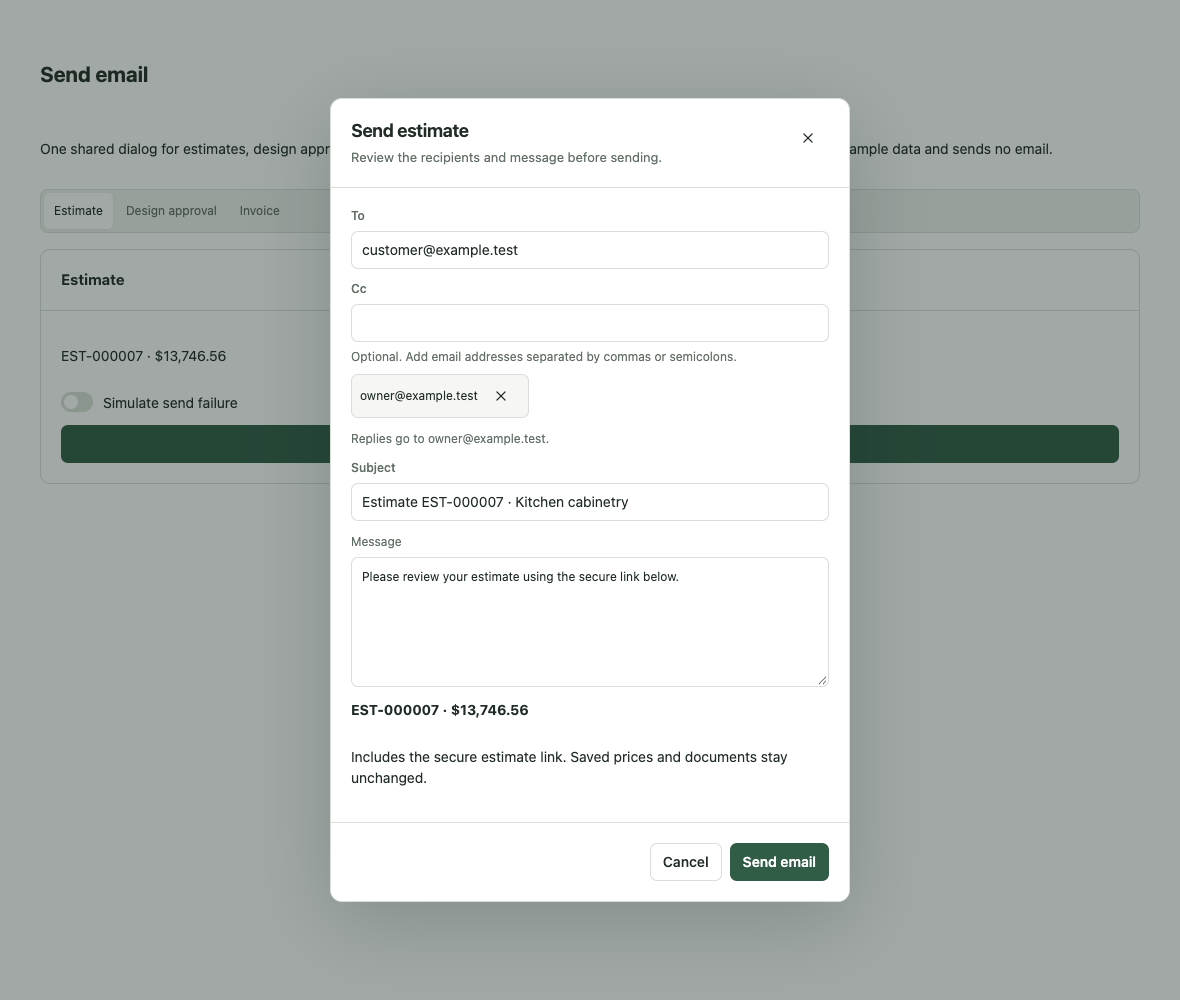 Send email
One shared dialog for estimates, design appr
ample data and sends no email.
Estimate
Design approval
Invoice
Estimate
EST-000007 · $13,746.56
Simulate send failure
Send estimate
Review the recipients and message before sending.
To
customer@example.test
Cc
Optional. Add email addresses separated by commas or semicolons.
owner@example.test
Replies go to owner@example.test.
Subject
Estimate EST-000007 · Kitchen cabinetry
Message
Please review your estimate using the secure link below.
EST-000007 · $13,746.56
Includes the secure estimate link. Saved prices and documents stay
unchanged.
Cancel
Send email